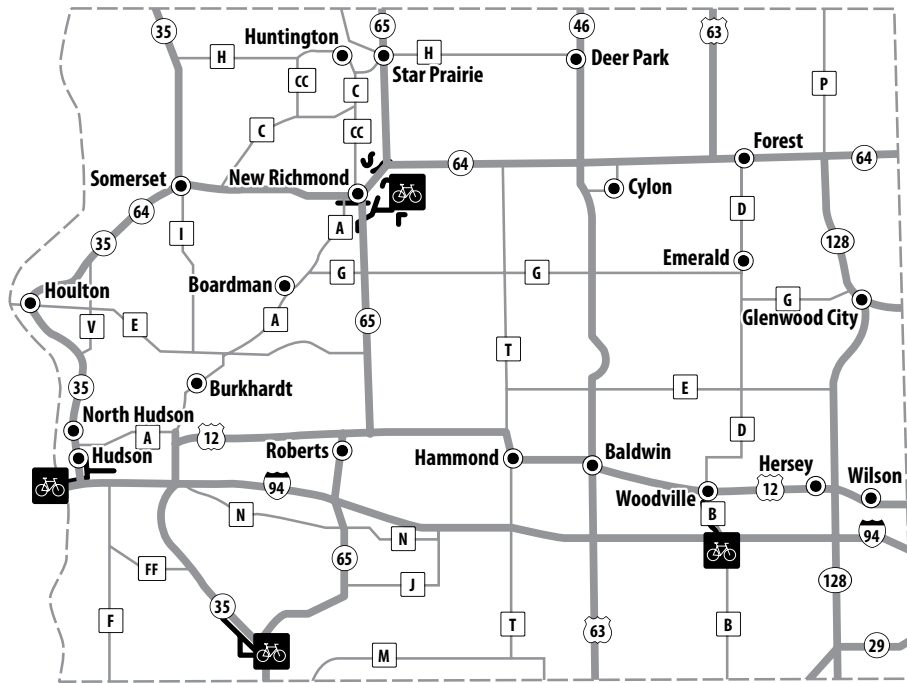 35
65
46
63
Huntington
H
H
Star Prairie
Deer Park
CC
C
P
C
CC
Forest
64
64
Somerset
New Richmond
Cylon
64
I
A
D
35
128
Emerald
Boardman
G
G
G
Houlton
Glenwood City
V
E
A
65
T
35
Burkhardt
E
North Hudson
A
12
D
Hudson
Roberts
Hammond
Baldwin
Hersey
Wilson
Woodville
12
94
N
B
N
94
65
FF
J
128
35
F
T
63
B
M
29